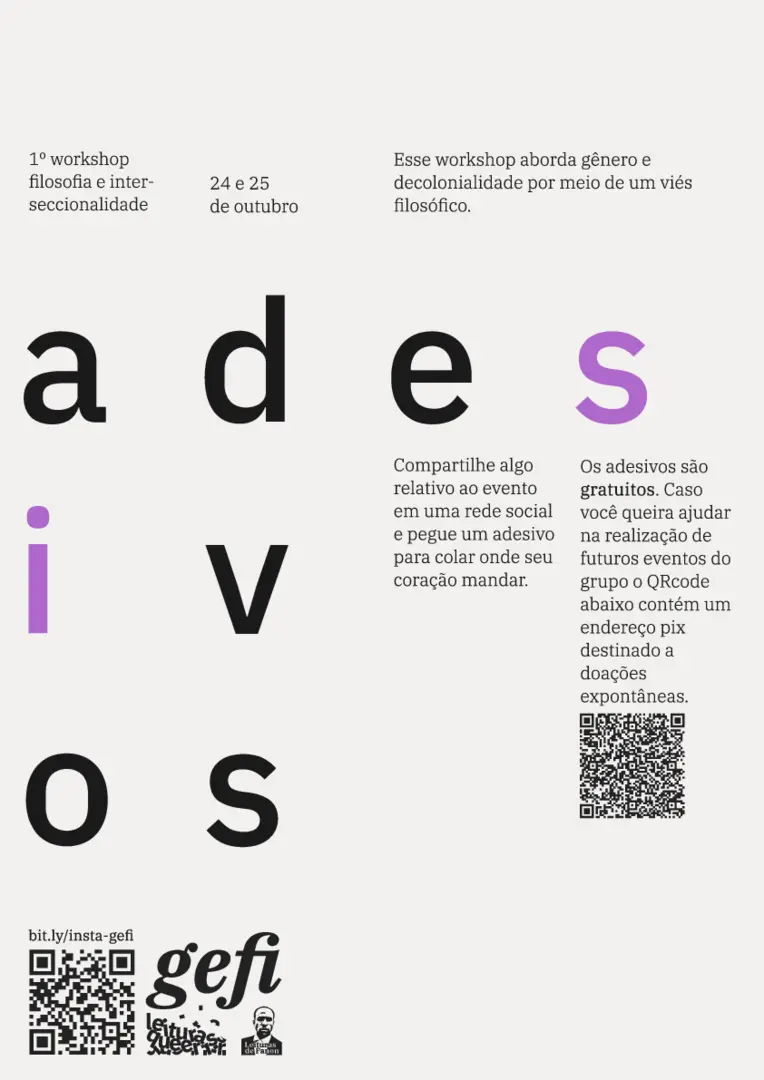 1º workshop
filosofia e inter-
seccionalidade
24 e 25
de outubro
Esse workshop aborda gênero e
decolonialidade por meio de um viés
filosófico.
a d e s
i v
o s
Compartilhe algo
relativo ao evento
em uma rede social
e pegue um adesivo
para colar onde seu
coração mandar.
Os adesivos são
gratuitos. Caso
você queira ajudar
na realização de
futuros eventos do
grupo o QRcode
abaixo contém um
endereço pix
destinado a
doações
expontâneas.
bit.ly/insta-gefi
gefi
leituras
Leituras
de Fanon